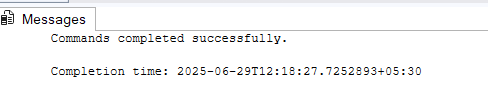 Messages
Commands completed successfully.
Completion time: 2025-06-29T12:18:27.7252893+05:30